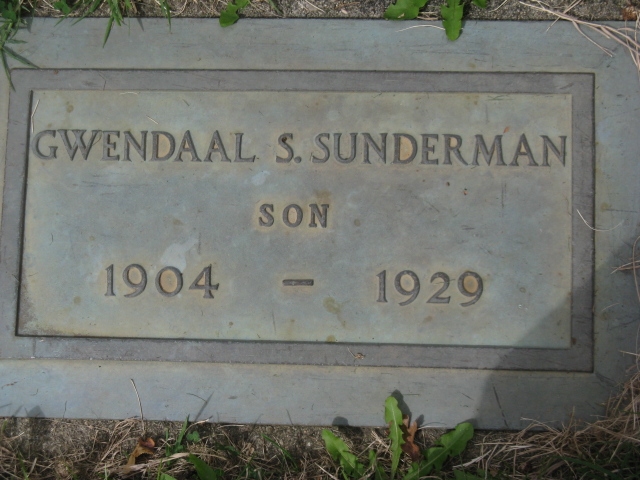 GWENDAAL S. SUNDERMAN
SON
1904 – 1929